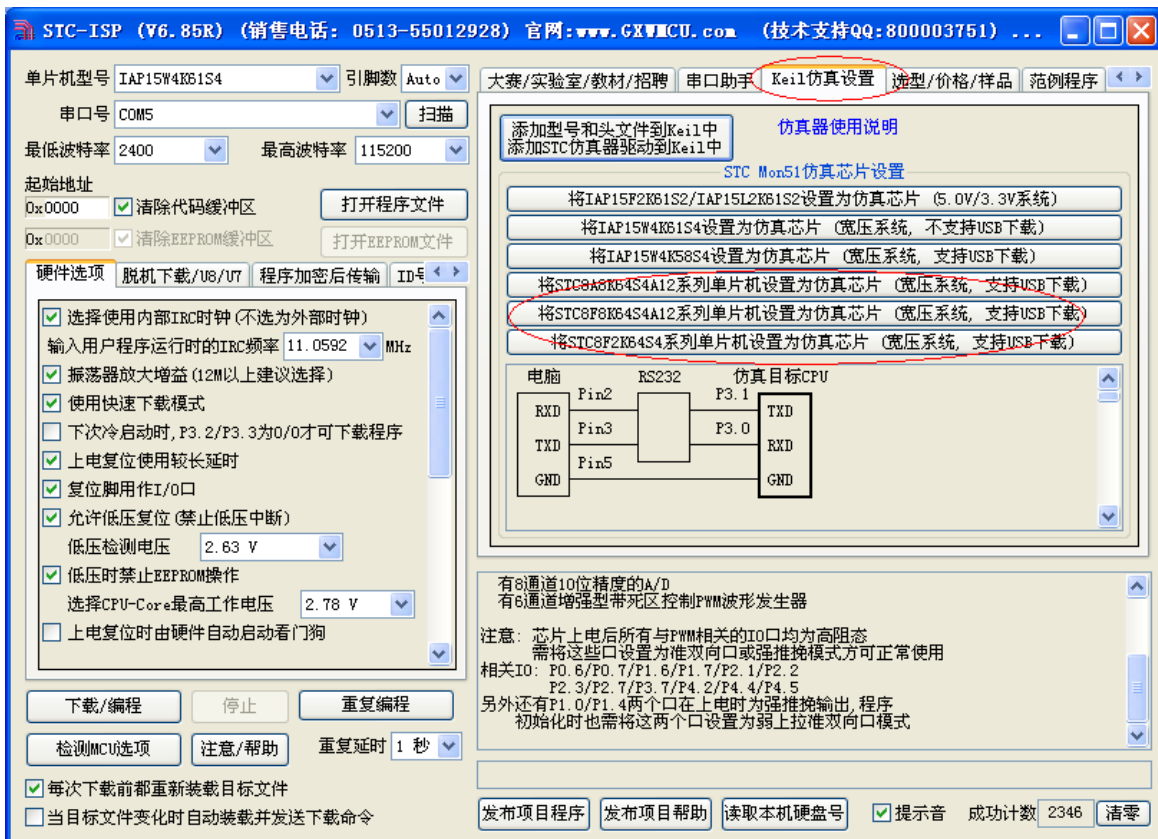 STC-ISP (V6.85R) (销售电话: 0513-55012928) 官网:www.GXWMCU.com (技术支持QQ:800003751) ...
单片机型号 IAP15W4K61S4 引脚数 Auto
串口号 COM5 扫描
最低波特率 2400 最高波特率 115200
起始地址
0x0000 清除代码缓冲区 打开程序文件
0x0000 清除EEPROM缓冲区 打开EEPROM文件
硬件选项 脱机下载/U8/U7 程序加密后传输 ID号
选择使用内部IRC时钟(不选为外部时钟)
输入用户程序运行时的IRC频率 11.0592 MHz
振荡器放大增益(12M以上建议选择)
使用快速下载模式
下次冷启动时,P3.2/P3.3为0/0才可下载程序
上电复位使用较长延时
复位脚用作I/O口
允许低压复位(禁止低压中断)
低压检测电压 2.63 V
低压时禁止EEPROM操作
选择CPU-Core最高工作电压 2.78 V
上电复位时由硬件自动启动看门狗
下载/编程 停止 重复编程
检测MCU选项 注意/帮助 重复延时 1 秒
每次下载前都重新装载目标文件
当目标文件变化时自动装载并发送下载命令
大赛/实验室/教材/招聘 串口助手 Keil仿真设置 选型/价格/样品 范例程序
添加型号和头文件到Keil中
添加STC仿真器驱动到Keil中
仿真器使用说明
STC Mon51仿真芯片设置
将IAP15F2K61S2/IAP15L2K61S2设置为仿真芯片 (5.0V/3.3V系统)
将IAP15W4K61S4设置为仿真芯片 (宽压系统, 不支持USB下载)
将IAP15W4K58S4设置为仿真芯片 (宽压系统, 支持USB下载)
将STC8A8K64S4A12系列单片机设置为仿真芯片 (宽压系统, 支持USB下载)
将STC8F8K64S4A12系列单片机设置为仿真芯片 (宽压系统, 支持USB下载)
将STC8F2K64S4系列单片机设置为仿真芯片 (宽压系统, 支持USB下载)
电脑 RS232 仿真目标CPU
Pin2 P3.1
RXD TXD
Pin3 P3.0
TXD RXD
Pin5
GND GND
有8通道10位精度的A/D
有6通道增强型带死区控制PWM波形发生器
注意: 芯片上电后所有与PWM相关的IO口均为高阻态
需将这些口设置为准双向口或强推挽模式方可正常使用
相关IO: P0.6/P0.7/P1.6/P1.7/P2.1/P2.2
P2.3/P2.7/P3.7/P4.2/P4.4/P4.5
另外还有P1.0/P1.4两个口在上电时为强推挽输出,程序
初始化时也需将这两个口设置为弱上拉准双向口模式
发布项目程序 发布项目帮助 读取本机硬盘号 提示音 成功计数 2346 清零